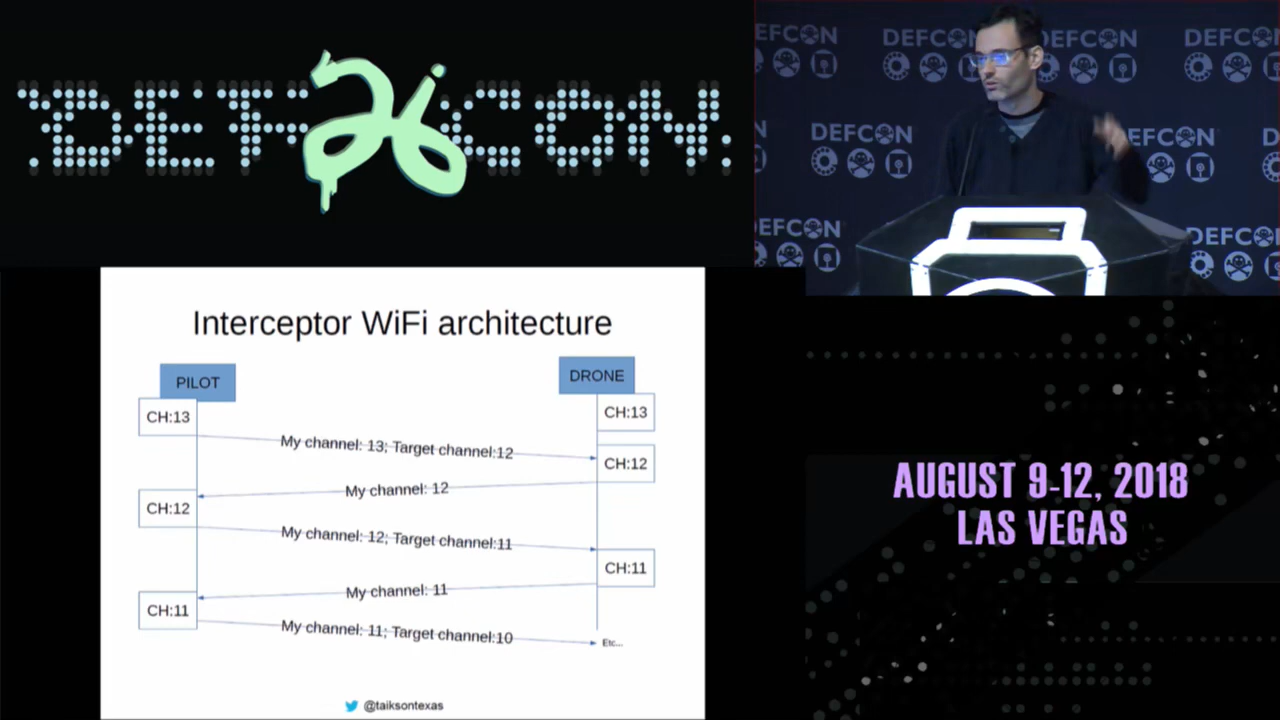 DEFCON
26
DEFCON
DEFCON
DEFCON
DEFCON
DEFCON
DEFCON
DEFCON
DEFCON
Interceptor WiFi architecture
PILOT
DRONE
CH:13
CH:13
My channel: 13; Target channel:12
CH:12
My channel: 12
CH:12
My channel: 12; Target channel:11
CH:11
My channel: 11
CH:11
My channel: 11; Target channel:10
Etc...
@taiksontexas
AUGUST 9-12, 2018
LAS VEGAS